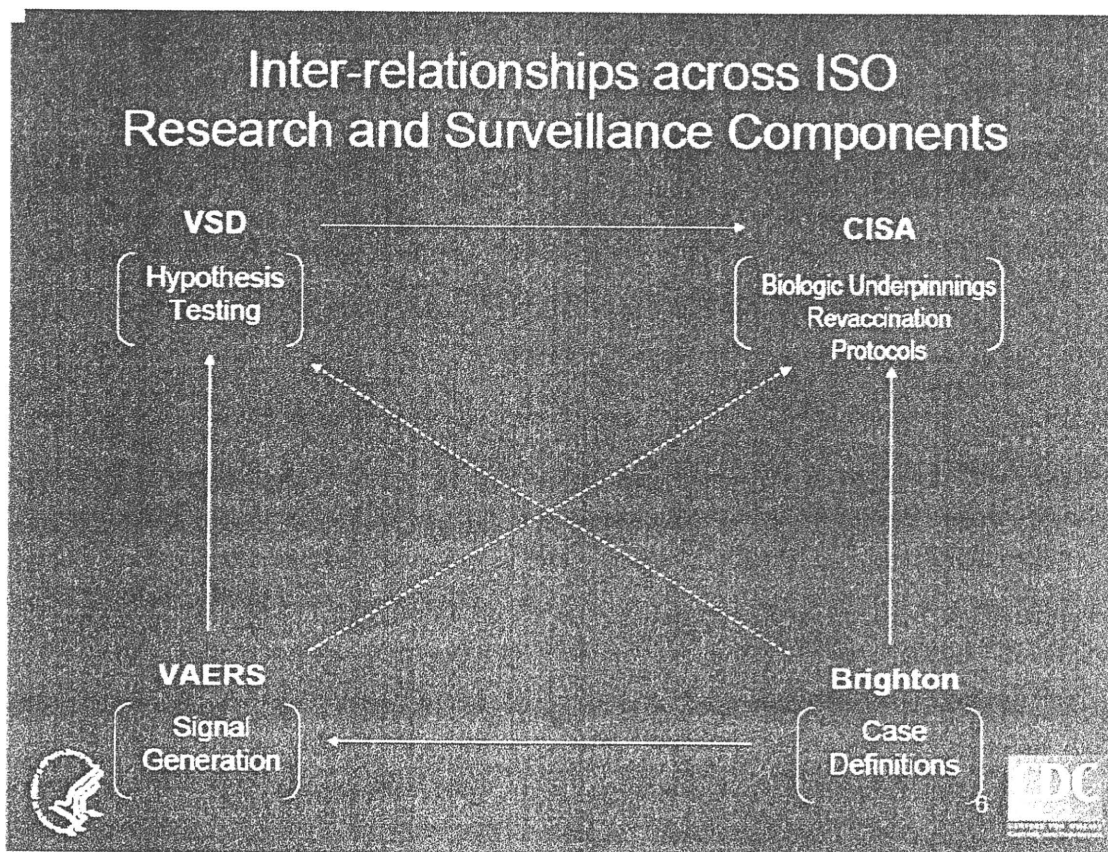 Inter-relationships across ISO
Research and Surveillance Components
VSD
Hypothesis
Testing
CISA
Biologic Underpinnings
Revaccination
Protocols
VAERS
Signal
Generation
Brighton
Case
Definitions
6
CDC